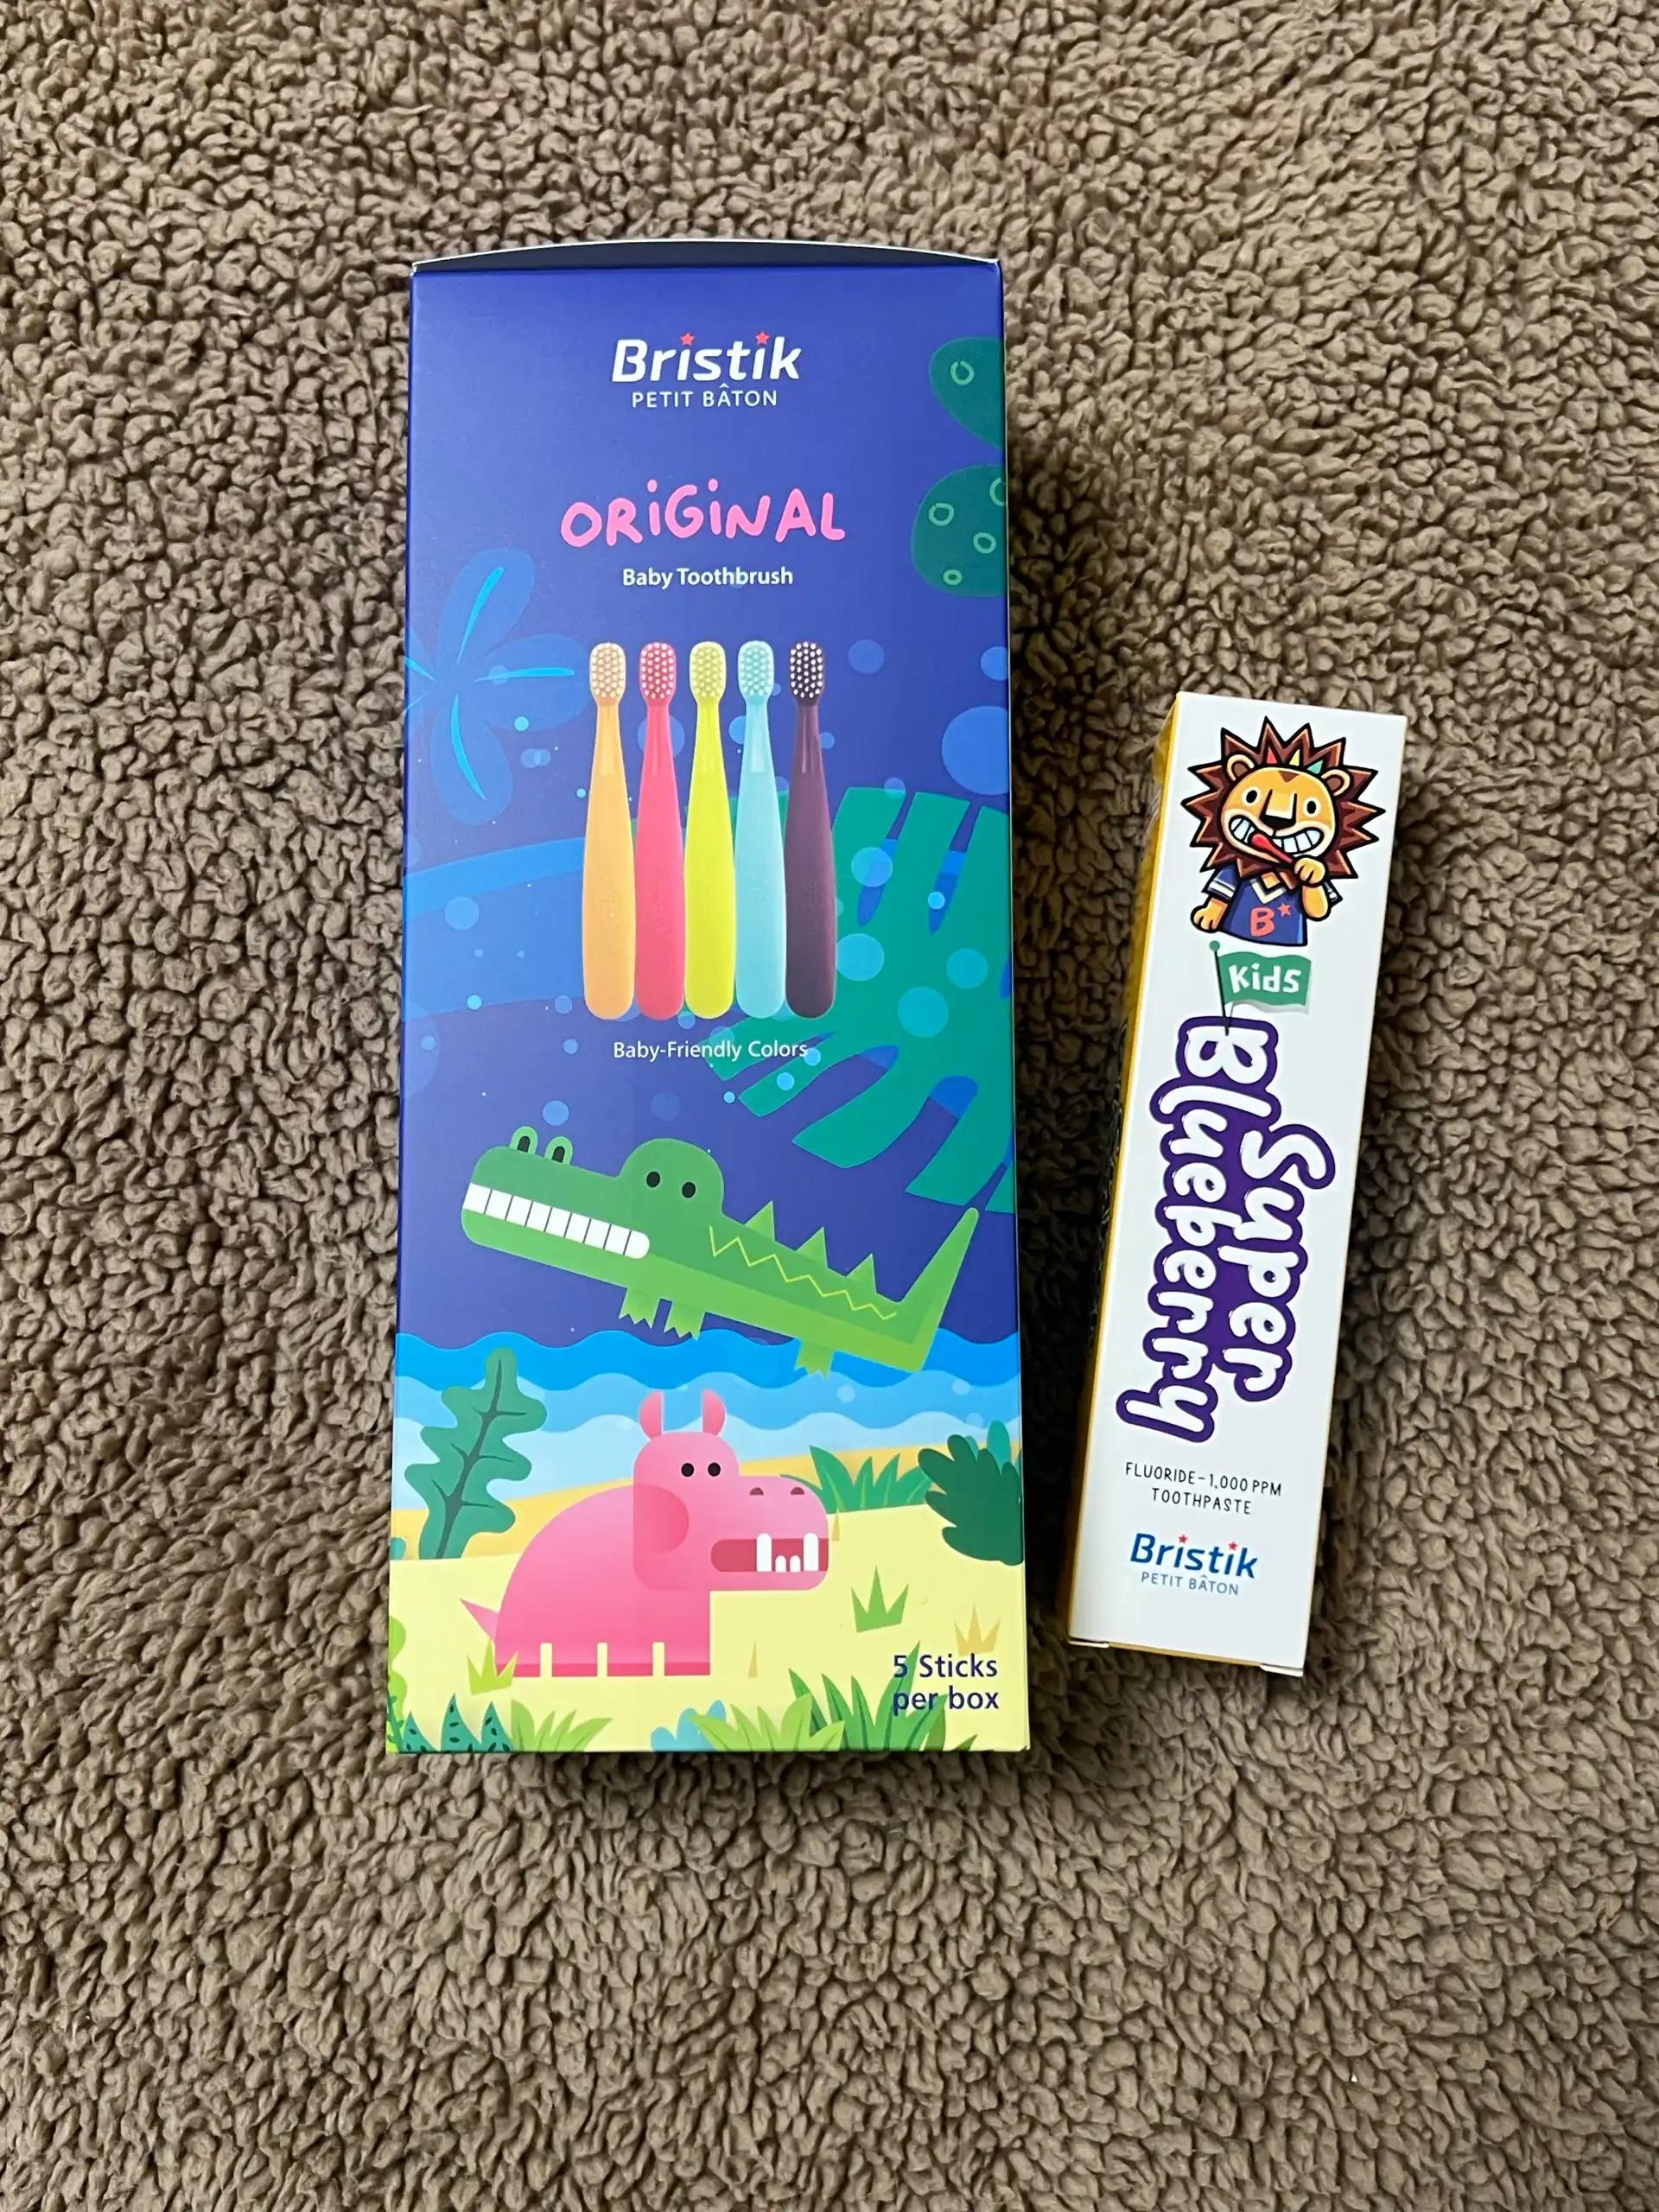 Bristik
PETIT BÂTON
ORiGiNAL
Baby Toothbrush
Baby-Friendly Colors
5 Sticks
per box
B
Kids
Super
Blueberry
FLUORIDE-1,000 PPM
TOOTHPASTE
Bristik
PETIT BÂTON